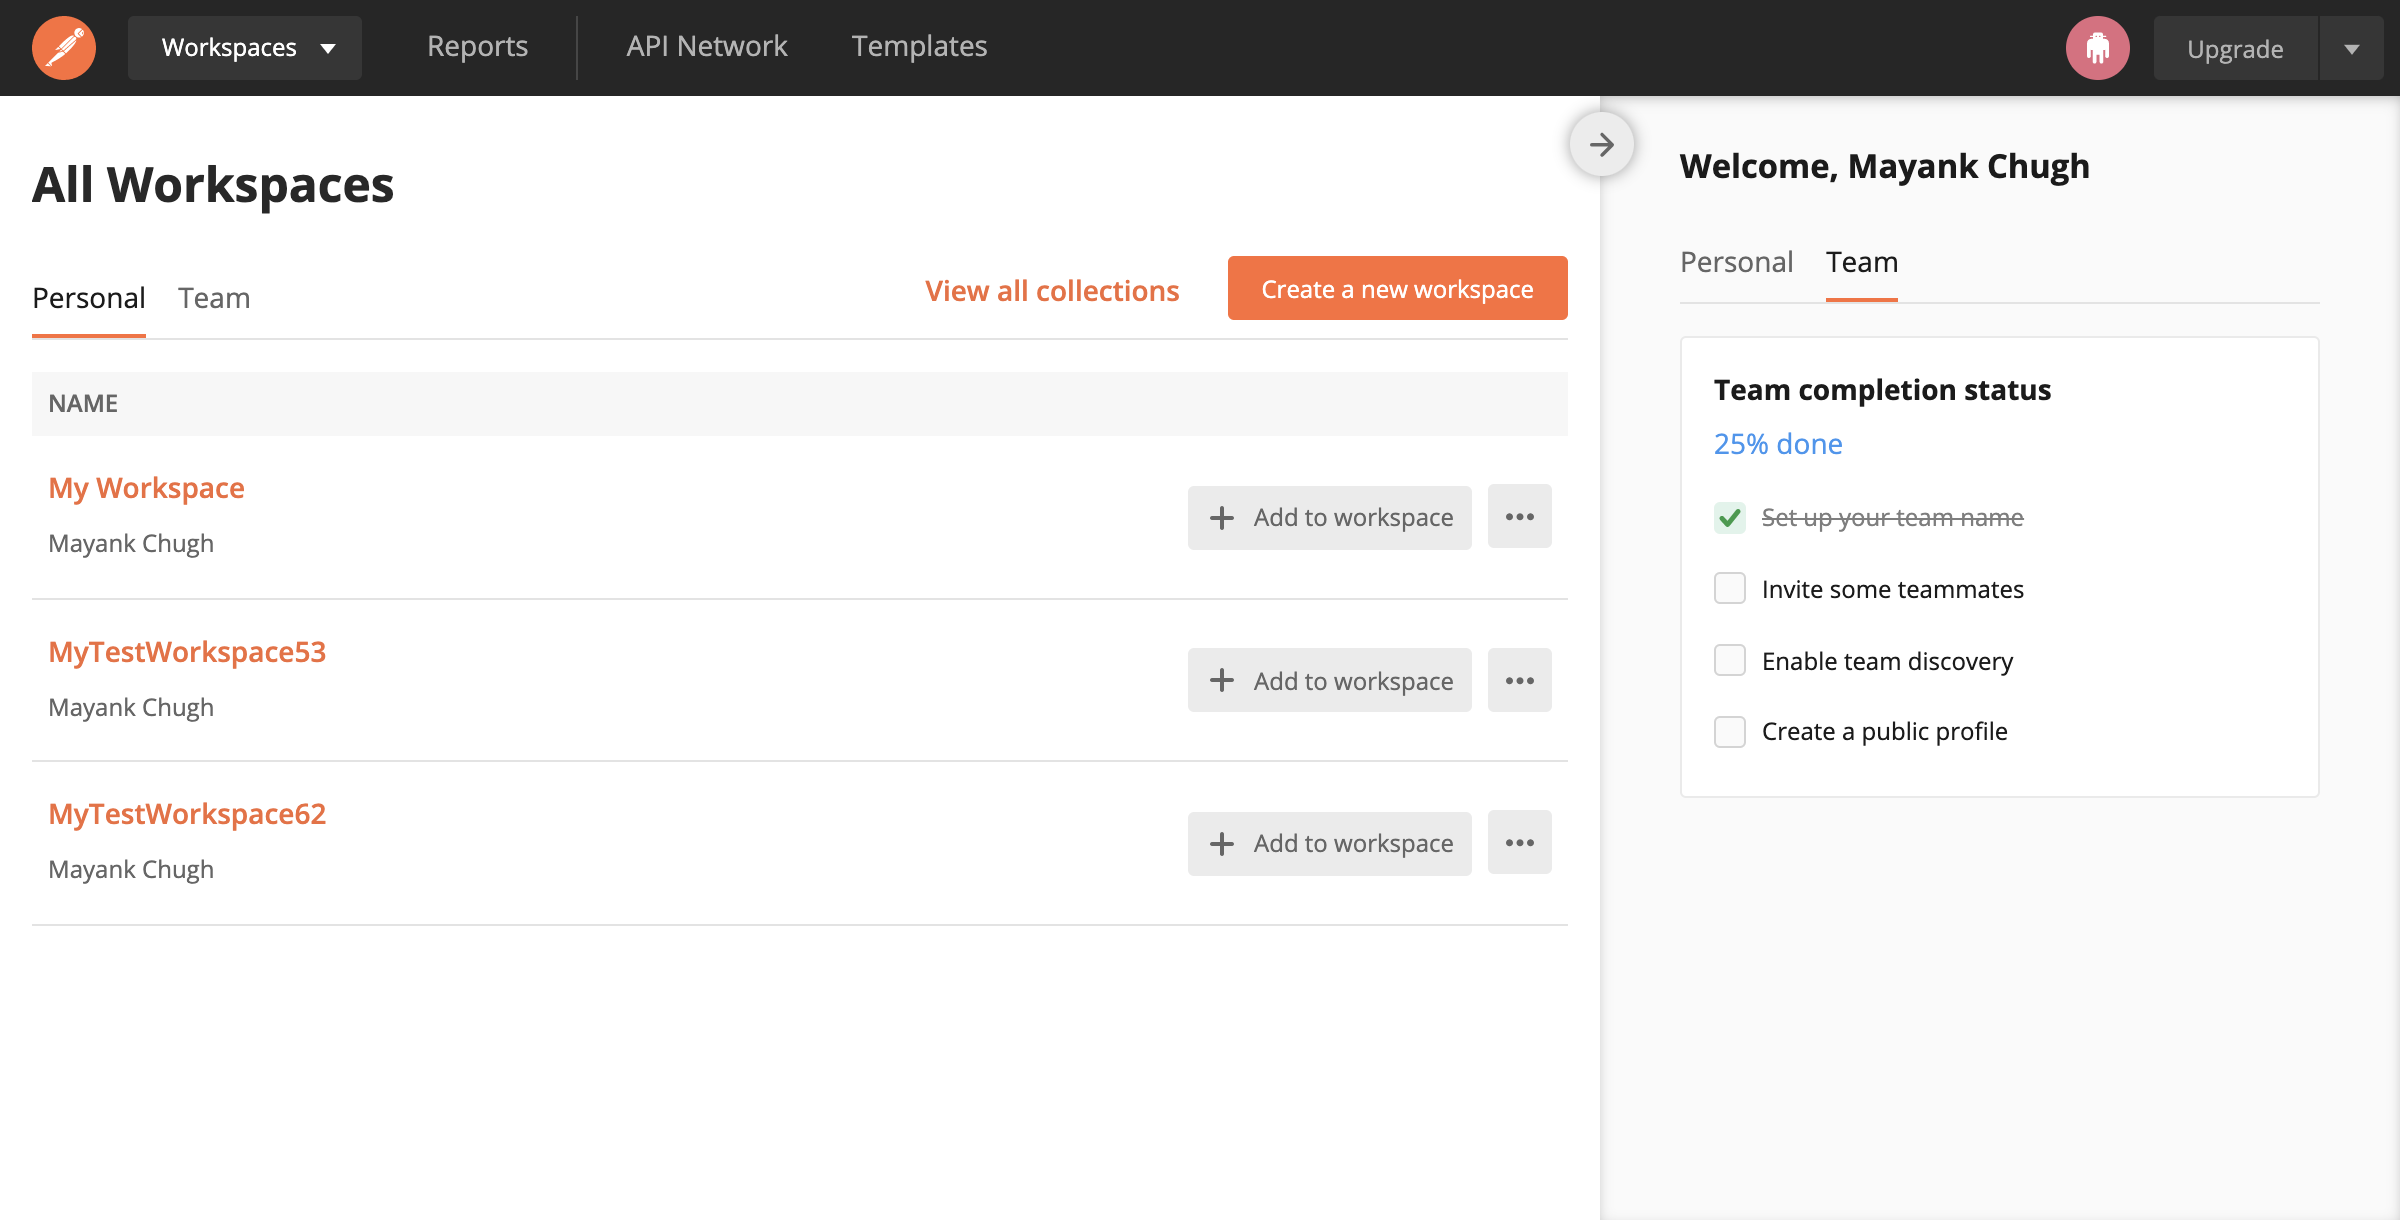 Workspaces
Reports
API Network
Templates
Upgrade
All Workspaces
Personal
Team
View all collections
Create a new workspace
NAME
My Workspace
Mayank Chugh
Add to workspace
MyTestWorkspace53
Mayank Chugh
Add to workspace
MyTestWorkspace62
Mayank Chugh
Add to workspace
Welcome, Mayank Chugh
Personal
Team
Team completion status
25% done
Set up your team name
Invite some teammates
Enable team discovery
Create a public profile